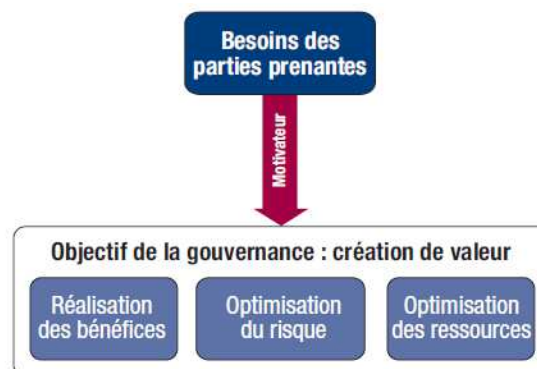 Besoins des
parties prenantes
Motivateur
Objectif de la gouvernance : création de valeur
Réalisation
des bénéfices
Optimisation
du risque
Optimisation
des ressources